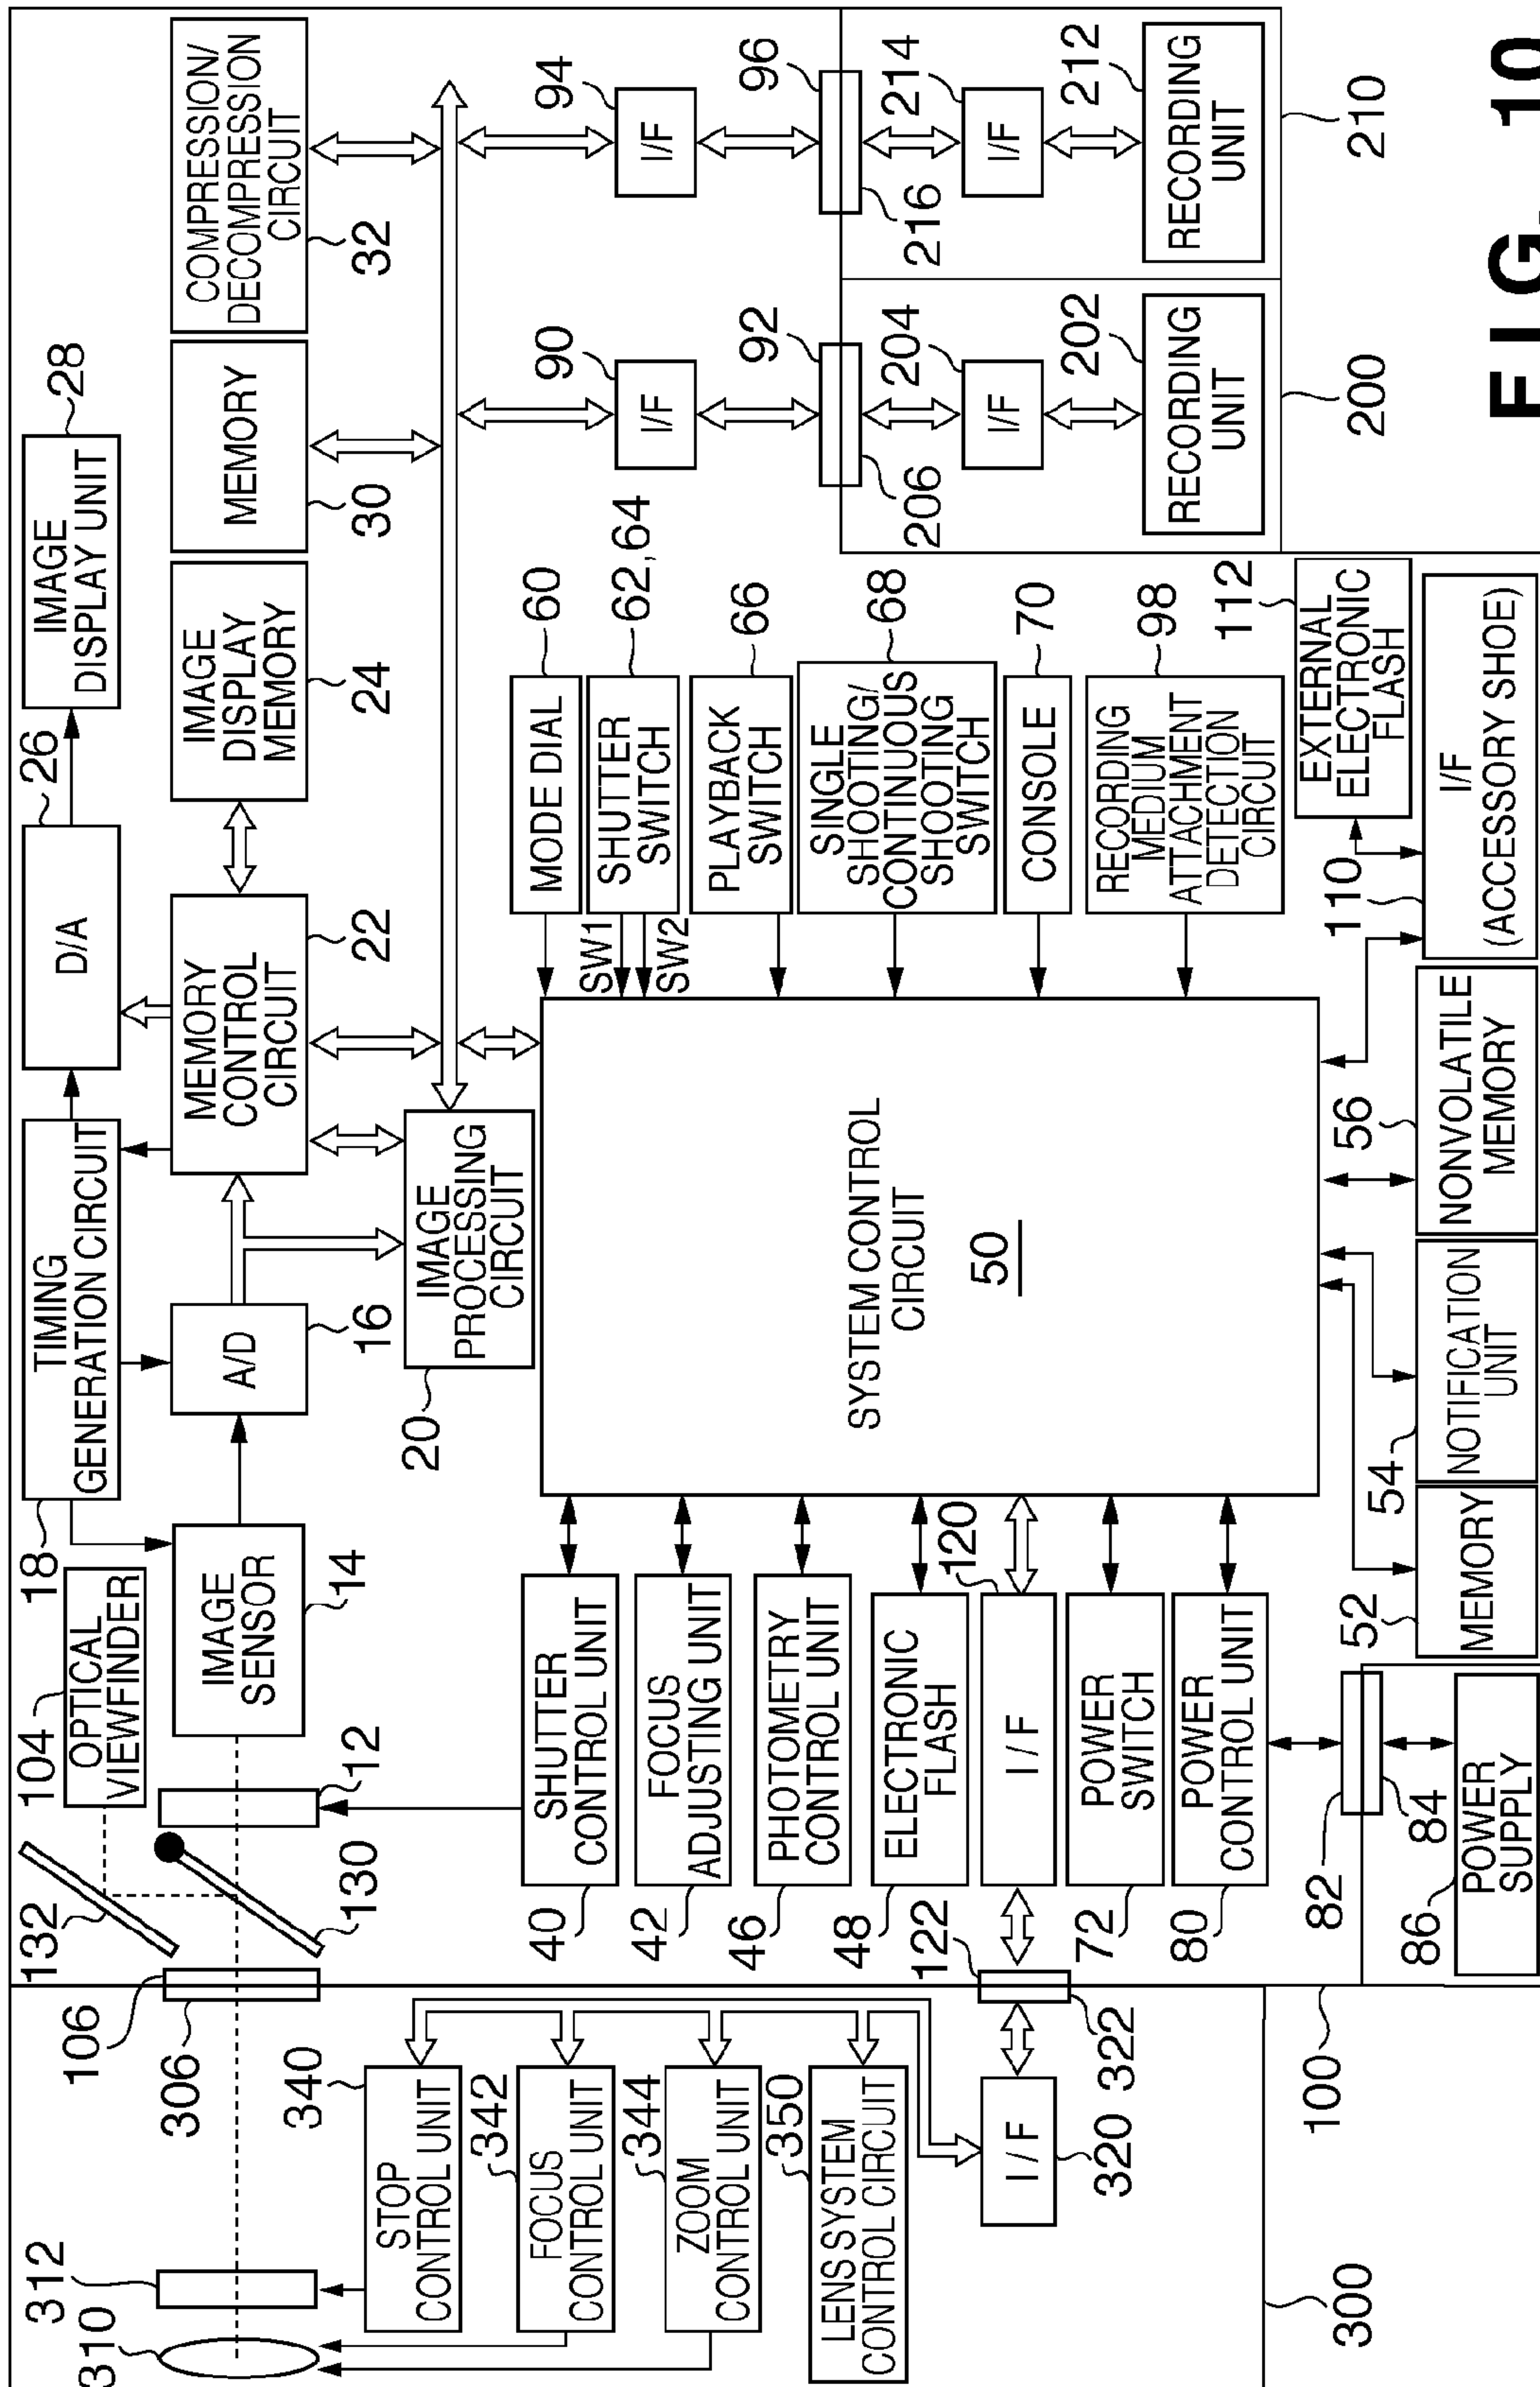 104
OPTICAL
VIEWFINDER
18
TIMING
GENERATION CIRCUIT
26
D/A
IMAGE
DISPLAY UNIT
28
132
106
306
312
310
130
12
IMAGE
SENSOR
14
A/D
16
MEMORY
CONTROL
CIRCUIT
22
IMAGE
DISPLAY
MEMORY
24
MEMORY
30
COMPRESSION/
DECOMPRESSION
CIRCUIT
32
20
IMAGE
PROCESSING
CIRCUIT
340
STOP
CONTROL UNIT
342
FOCUS
CONTROL UNIT
344
ZOOM
CONTROL UNIT
350
LENS SYSTEM
CONTROL CIRCUIT
I/F
320
322
122
300
100
SHUTTER
CONTROL UNIT
40
FOCUS
ADJUSTING UNIT
42
PHOTOMETRY
CONTROL UNIT
46
ELECTRONIC
FLASH
48
120
I/F
POWER
SWITCH
72
POWER
CONTROL UNIT
80
82
84
86
POWER
SUPPLY
SYSTEM CONTROL
CIRCUIT
50
MODE DIAL
60
SW1
SW2
SHUTTER
SWITCH
62,64
PLAYBACK
SWITCH
66
SINGLE
SHOOTING/
CONTINUOUS
SHOOTING
SWITCH
68
CONSOLE
70
RECORDING
MEDIUM
ATTACHMENT
DETECTION
CIRCUIT
98
52
MEMORY
54
NOTIFICATION
UNIT
56
NONVOLATILE
MEMORY
110
I/F
(ACCESSORY SHOE)
112
EXTERNAL
ELECTRONIC
FLASH
90
I/F
92
206
204
I/F
202
RECORDING
UNIT
200
94
I/F
96
216
214
I/F
212
RECORDING
UNIT
210
FIG. 10